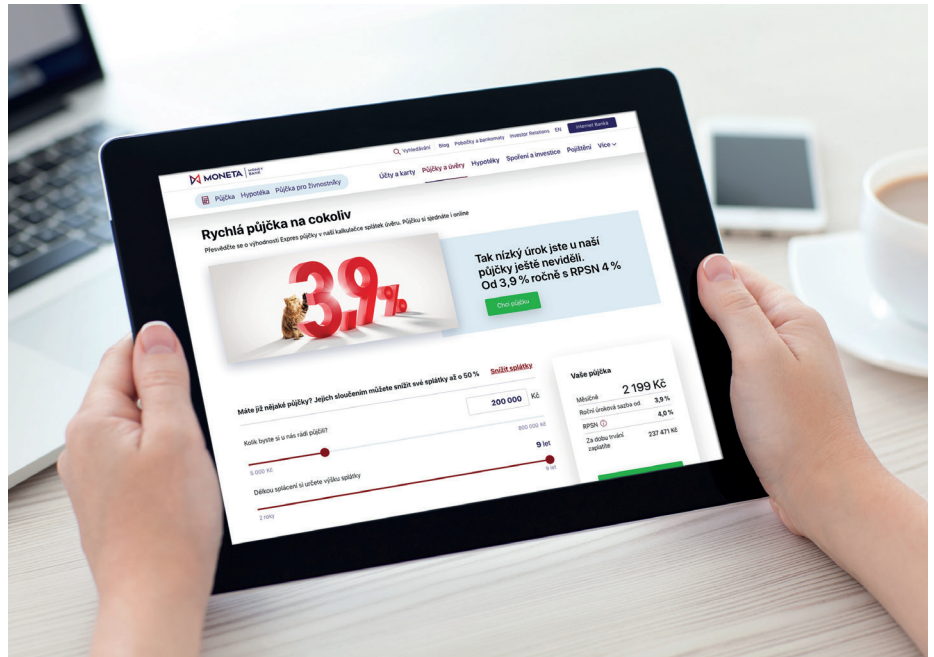 Vyhledávání Blog Pobočky a bankomaty Investor Relations EN Internet Banka
MONETA MONEY BANK
Půjčka Hypotéka Půjčka pro živnostníky
Účty a karty Půjčky a úvěry Hypotéky Spoření a investice Pojištění Více
Rychlá půjčka na cokoliv
Přesvědčte se o výhodnosti Expres půjčky v naší kalkulačce splátek úvěru. Půjčku si sjednáte i online
3,9%
Tak nízký úrok jste u naší
půjčky ještě neviděli.
Od 3,9 % ročně s RPSN 4 %
Chci půjčku
Máte již nějaké půjčky? Jejich sloučením můžete snížit své splátky až o 50 % Snížit splátky
Kolik byste si u nás rádi půjčili?
200 000 Kč
5 000 Kč
800 000 Kč
Délkou splácení si určete výšku splátky
9 let
2 roky
9 let
Vaše půjčka
Měsíčně 2 199 Kč
Roční úroková sazba od 3,9 %
RPSN 4,0 %
Za dobu trvání
zaplatíte
237 471 Kč